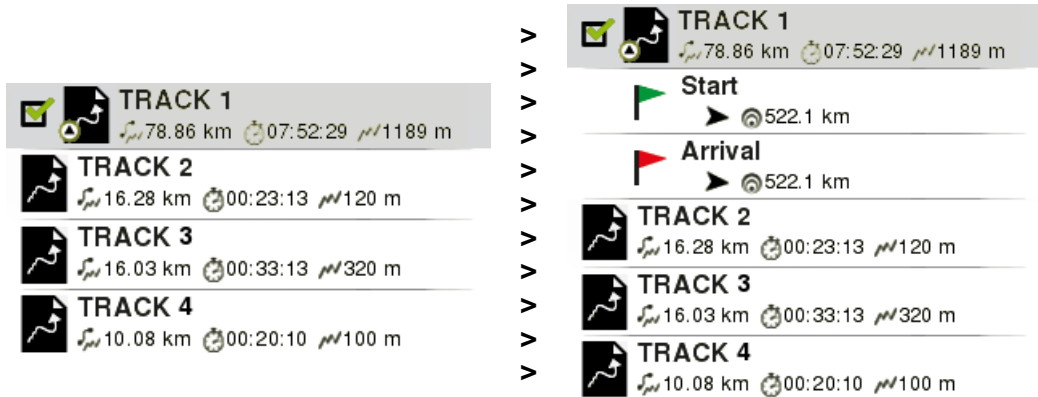 TRACK 1
78.86 km 07:52:29 1189 m
TRACK 2
16.28 km 00:23:13 120 m
TRACK 3
16.03 km 00:33:13 320 m
TRACK 4
10.08 km 00:20:10 100 m
>
>
>
>
>
>
>
>
>
>
>
TRACK 1
78.86 km 07:52:29 1189 m
Start
522.1 km
Arrival
522.1 km
TRACK 2
16.28 km 00:23:13 120 m
TRACK 3
16.03 km 00:33:13 320 m
TRACK 4
10.08 km 00:20:10 100 m